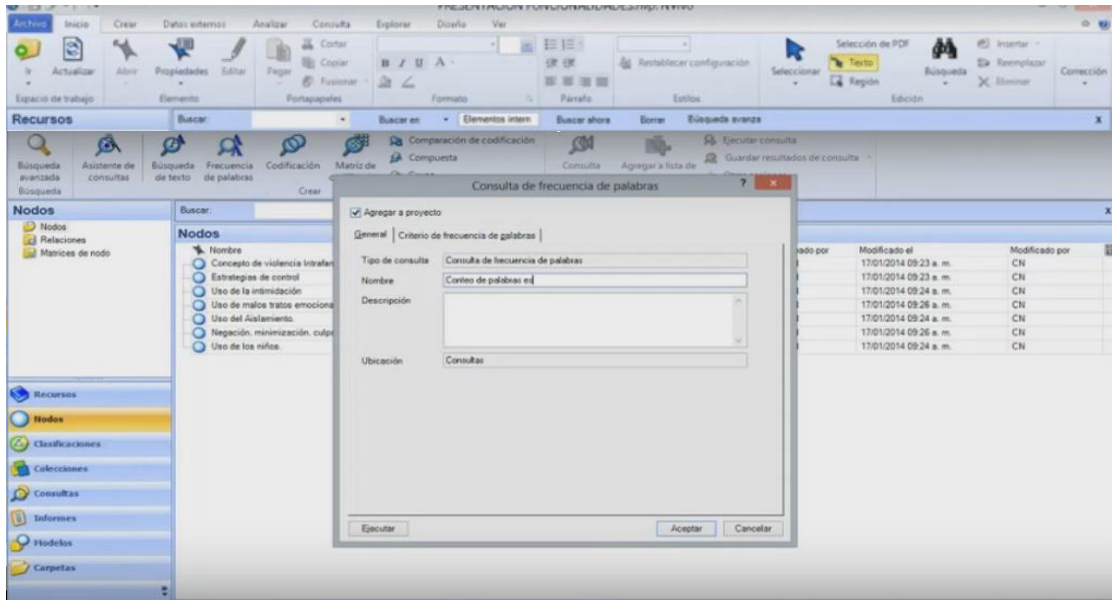 PRESENTACIÓN FUNCIONALIDADES.nvp: NVivo
Archivo Inicio Crear Datos externos Analizar Consulta Explorar Diseño Ver
Ir Actualizar Abrir Propiedades Editar Pegar Cortar Copiar Fusionar
Restablecer configuración Seleccionar Selección de PDF Texto Región Búsqueda Insertar Reemplazar Eliminar Corrección
Espacio de trabajo Elemento Portapapeles Formato Párrafo Estilos Edición
Recursos Buscar: Buscar en Elementos intern Buscar ahora Borrar Búsqueda avanza X
Búsqueda avanzada Asistente de consultas Búsqueda de texto Frecuencia de palabras Codificación Matriz de
Comparación de codificación
Compuesta
Consulta Agregar a lista de
Ejecutar consulta
Guardar resultados de consulta
Búsqueda Crear
Nodos Buscar: X
Nodos
Relaciones
Matrices de nodo
Nodos
Nombre
Concepto de violencia Intrafam
Estrategias de control
Uso de la intimidación
Uso de malos tratos emociona
Uso del Aislamiento.
Negación, minimización, culpa
Uso de los niños.
Consulta de frecuencia de palabras ? x
Agregar a proyecto
General Criterio de frecuencia de palabras
Tipo de consulta Consulta de frecuencia de palabras
Nombre Conteo de palabras es
Descripción
Ubicación Consultas
Ejecutar Aceptar Cancelar
ado por Modificado el Modificado por
17/01/2014 09:23 a. m. CN
17/01/2014 09:23 a. m. CN
17/01/2014 09:24 a. m. CN
17/01/2014 09:26 a. m. CN
17/01/2014 09:24 a. m. CN
17/01/2014 09:26 a. m. CN
17/01/2014 09:24 a. m. CN
Recursos
Nodos
Clasificaciones
Colecciones
Consultas
Informes
Modelos
Carpetas